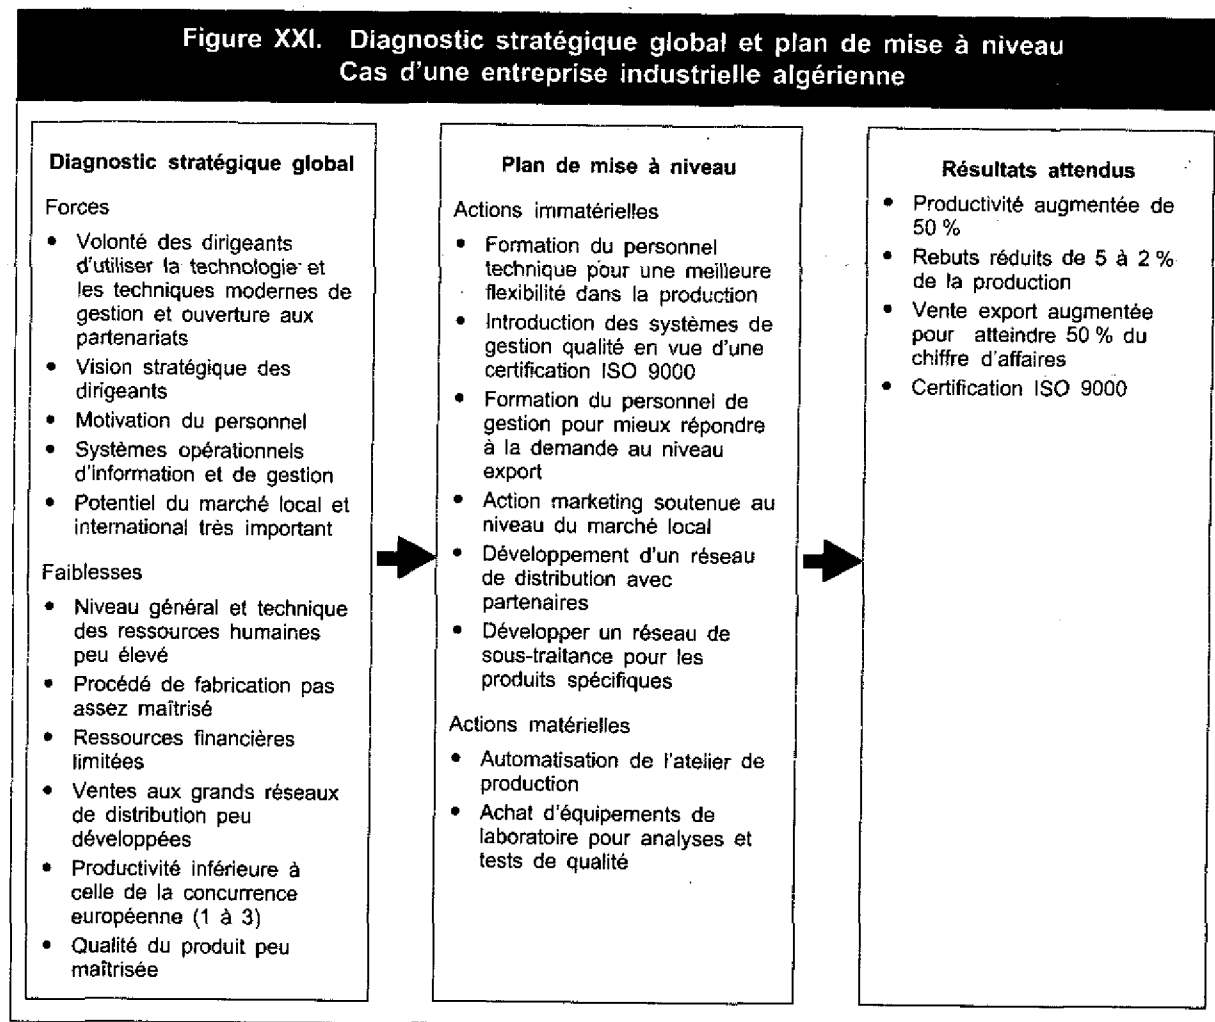 Figure XXI. Diagnostic stratégique global et plan de mise à niveau
Cas d'une entreprise industrielle algérienne
Diagnostic stratégique global
Forces
• Volonté des dirigeants
d'utiliser la technologie et
les techniques modernes de
gestion et ouverture aux
partenariats
• Vision stratégique des
dirigeants
• Motivation du personnel
• Systèmes opérationnels
d'information et de gestion
• Potentiel du marché local et
international très important
Faiblesses
• Niveau général et technique
des ressources humaines
peu élevé
• Procédé de fabrication pas
assez maîtrisé
• Ressources financières
limitées
• Ventes aux grands réseaux
de distribution peu
développées
• Productivité inférieure à
celle de la concurrence
européenne (1 à 3)
• Qualité du produit peu
maîtrisée
Plan de mise à niveau
Actions immatérielles
• Formation du personnel
technique pour une meilleure
flexibilité dans la production
• Introduction des systèmes de
gestion qualité en vue d'une
certification ISO 9000
• Formation du personnel de
gestion pour mieux répondre
à la demande au niveau
export
• Action marketing soutenue au
niveau du marché local
• Développement d'un réseau
de distribution avec
partenaires
• Développer un réseau de
sous-traitance pour les
produits spécifiques
Actions matérielles
• Automatisation de l'atelier de
production
• Achat d'équipements de
laboratoire pour analyses et
tests de qualité
Résultats attendus
• Productivité augmentée de
50 %
• Rebuts réduits de 5 à 2 %
de la production
• Vente export augmentée
pour atteindre 50 % du
chiffre d'affaires
• Certification ISO 9000